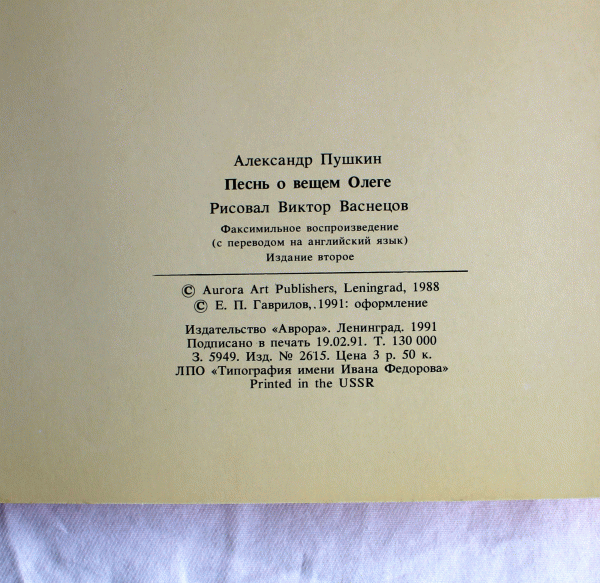 Александр Пушкин
Песнь о вещем Олеге
Рисовал Виктор Васнецов
Факсимильное воспроизведение
(с переводом на английский язык)
Издание второе
© Aurora Art Publishers, Leningrad, 1988
© Е. П. Гаврилов,.1991: оформление
Издательство «Аврора». Ленинград. 1991
Подписано в печать 19.02.91. Т. 130 000
З. 5949. Изд. № 2615. Цена 3 р. 50 к.
ЛПО «Типография имени Ивана Федорова»
Printed in the USSR